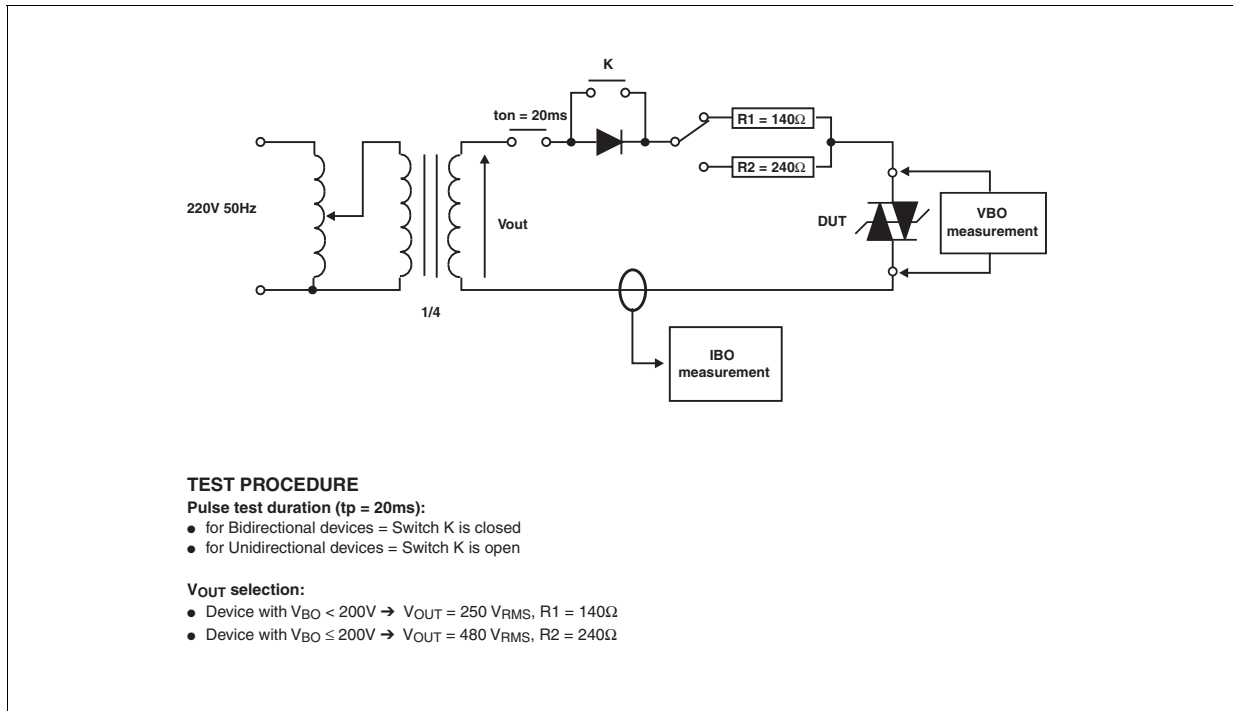 K
ton = 20ms
R1 = 140Ω
R2 = 240Ω
220V 50Hz
Vout
DUT
VBO
measurement
1/4
IBO
measurement
TEST PROCEDURE
Pulse test duration (tp = 20ms):
● for Bidirectional devices = Switch K is closed
● for Unidirectional devices = Switch K is open
VOUT selection:
● Device with VBO < 200V ➔ VOUT = 250 VRMS, R1 = 140Ω
● Device with VBO ≤ 200V ➔ VOUT = 480 VRMS, R2 = 240Ω